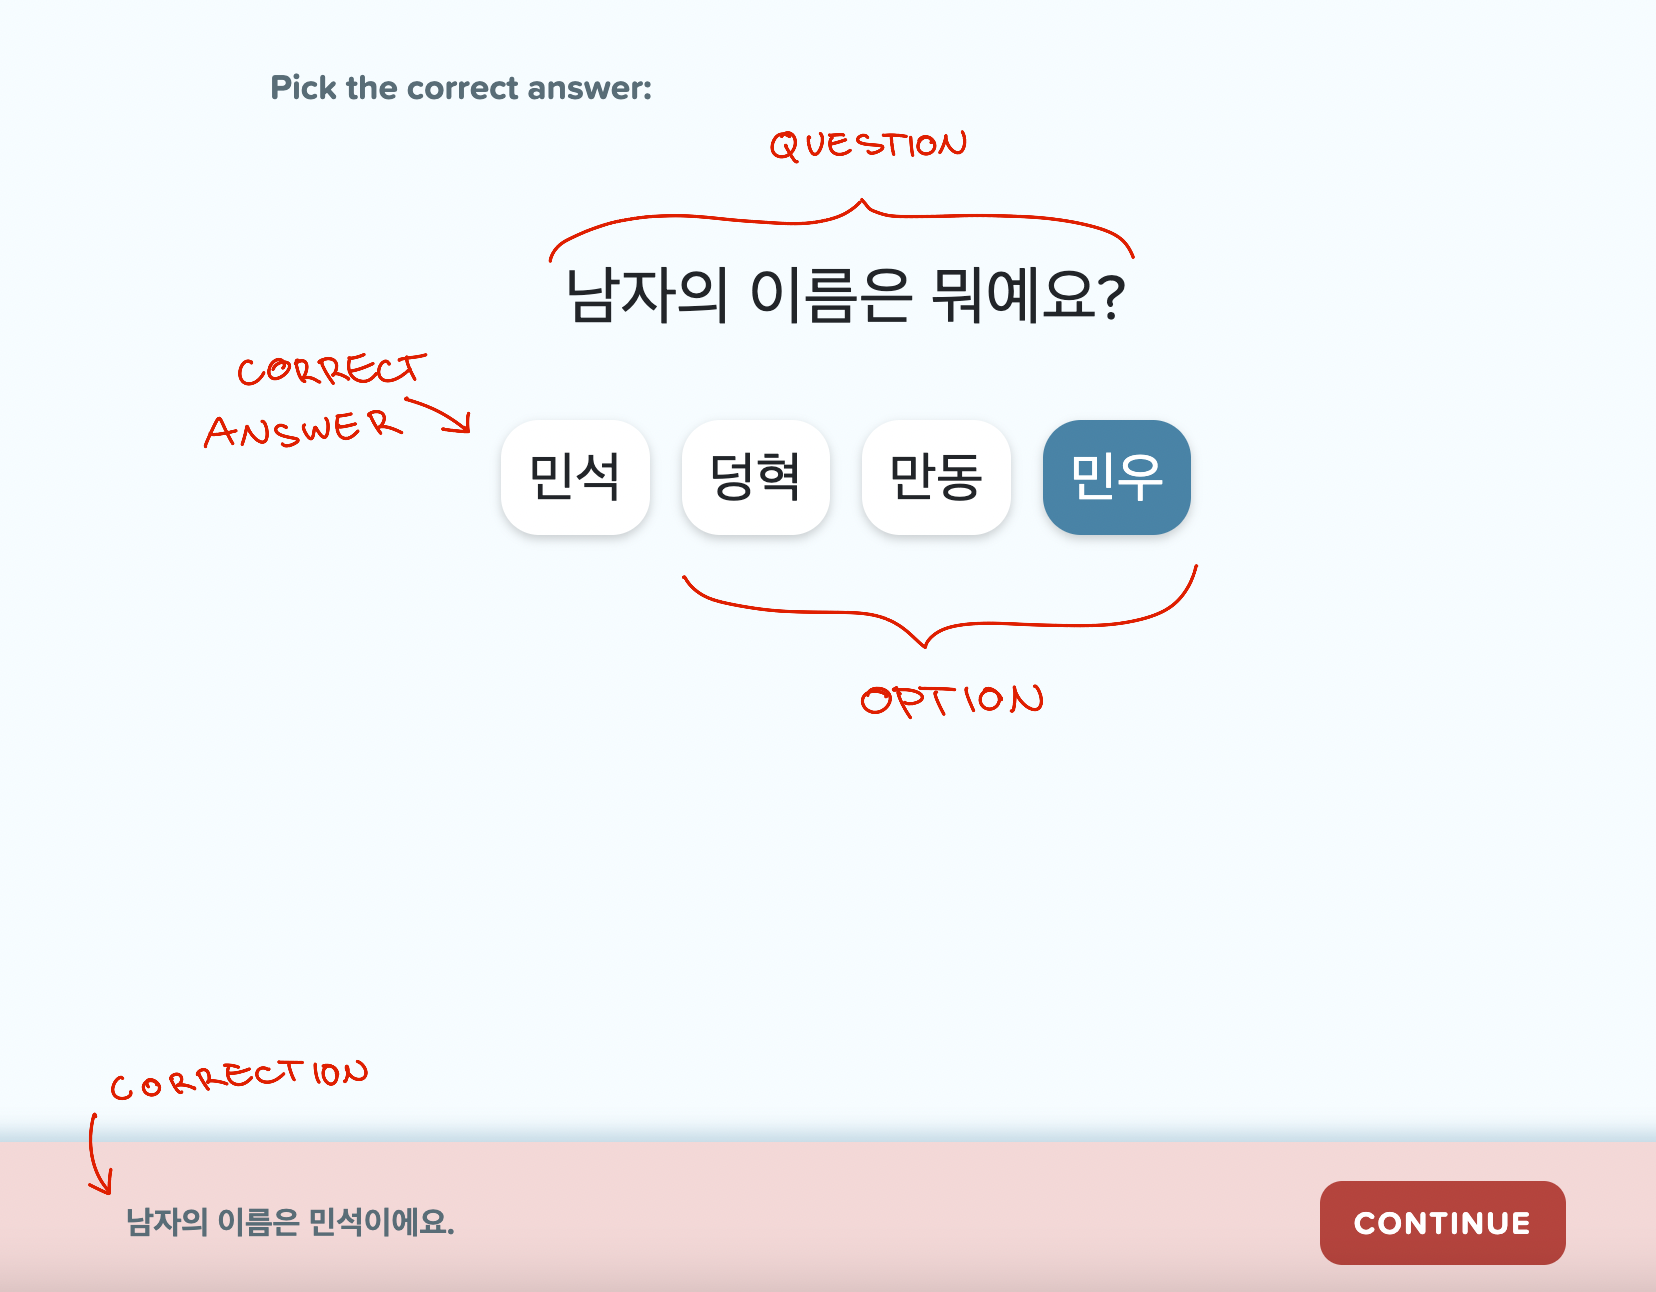 Pick the correct answer:
QUESTION
남자의 이름은 뭐예요?
CORRECT
ANSWER
민석 덩혁 만동 민우
OPTION
CORRECTION
남자의 이름은 민석이에요.
CONTINUE